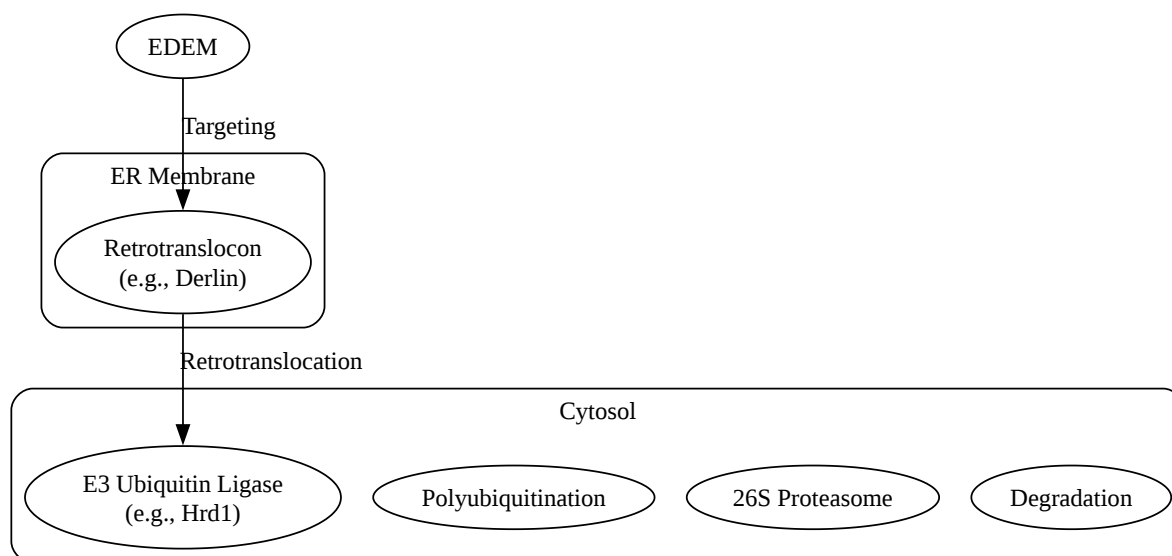 EDEM
Targeting
ER Membrane
Retrotranslocon
(e.g., Derlin)
Retrotranslocation
Cytosol
E3 Ubiquitin Ligase
(e.g., Hrd1)
Polyubiquitination
26S Proteasome
Degradation